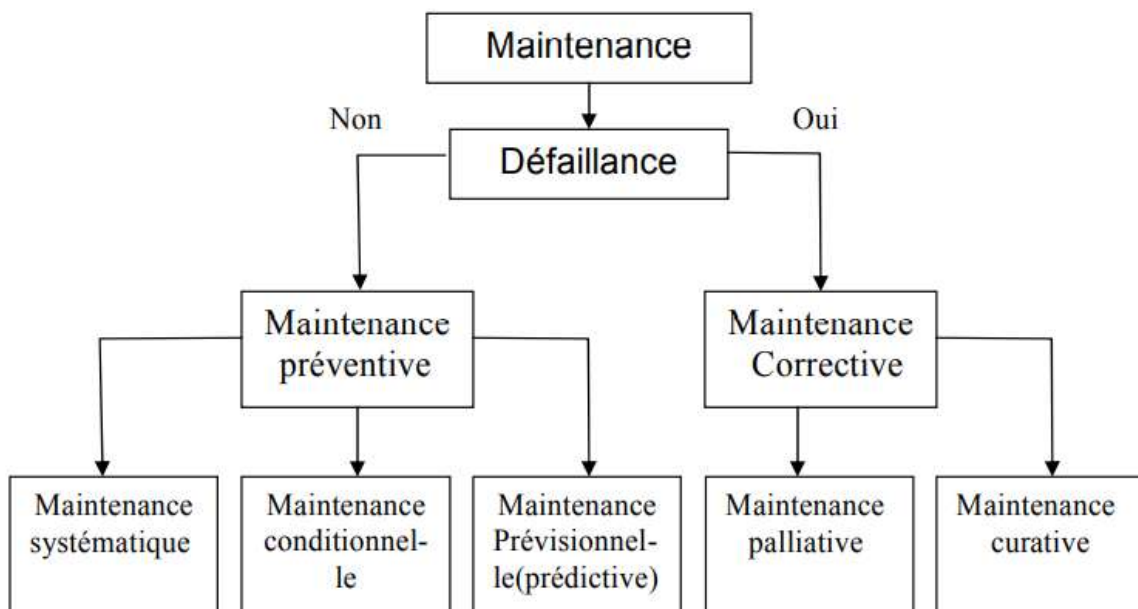 Maintenance
Non
Oui
Défaillance
Maintenance
préventive
Maintenance
Corrective
Maintenance
systématique
Maintenance
conditionnel-
le
Maintenance
Prévisionnel-
le(prédictive)
Maintenance
palliative
Maintenance
curative